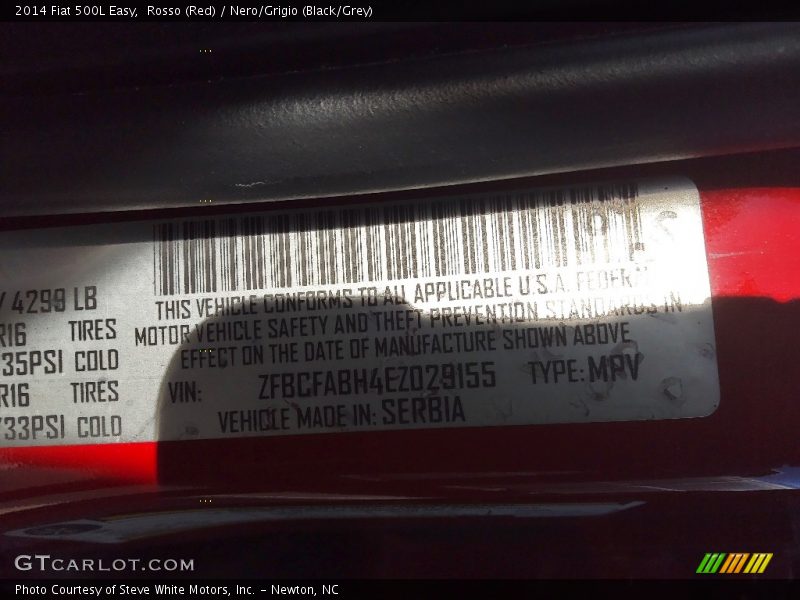 2014 Fiat 500L Easy, Rosso (Red) / Nero/Grigio (Black/Grey)
4299 LB
R16 TIRES
35PSI COLD
R16 TIRES
33PSI COLD
THIS VEHICLE CONFORMS TO ALL APPLICABLE U.S.A. FEDERAL
MOTOR VEHICLE SAFETY AND THEFT PREVENTION STANDARDS IN
EFFECT ON THE DATE OF MANUFACTURE SHOWN ABOVE
VIN: ZFBCFABH4EZ029155 TYPE: MPV
VEHICLE MADE IN: SERBIA
GTCARLOT.COM
Photo Courtesy of Steve White Motors, Inc. – Newton, NC